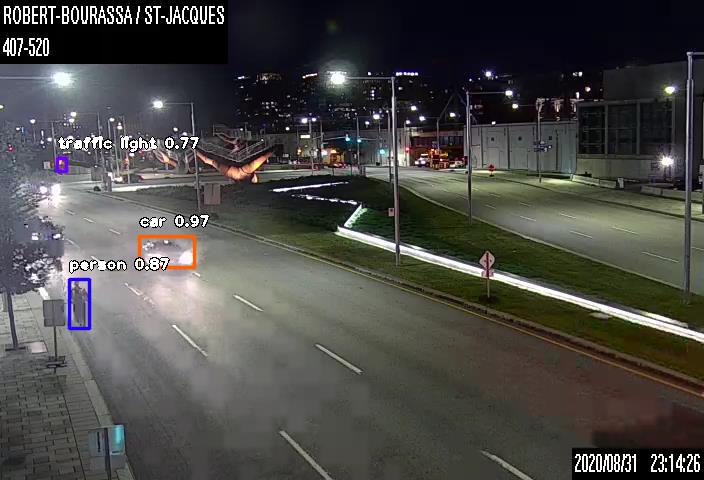 ROBERT-BOURASSA / ST-JACQUES
407-520
traffic light 0.77
car 0.97
person 0.87
2020/08/31 23:14:26